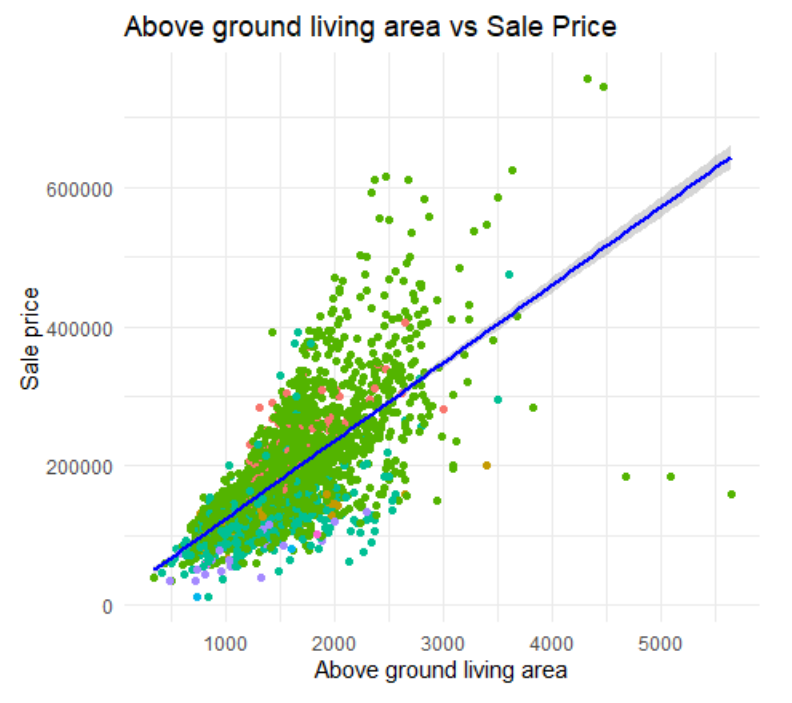 Above ground living area vs Sale Price
Sale price
600000
400000
200000
0
1000 2000 3000 4000 5000
Above ground living area